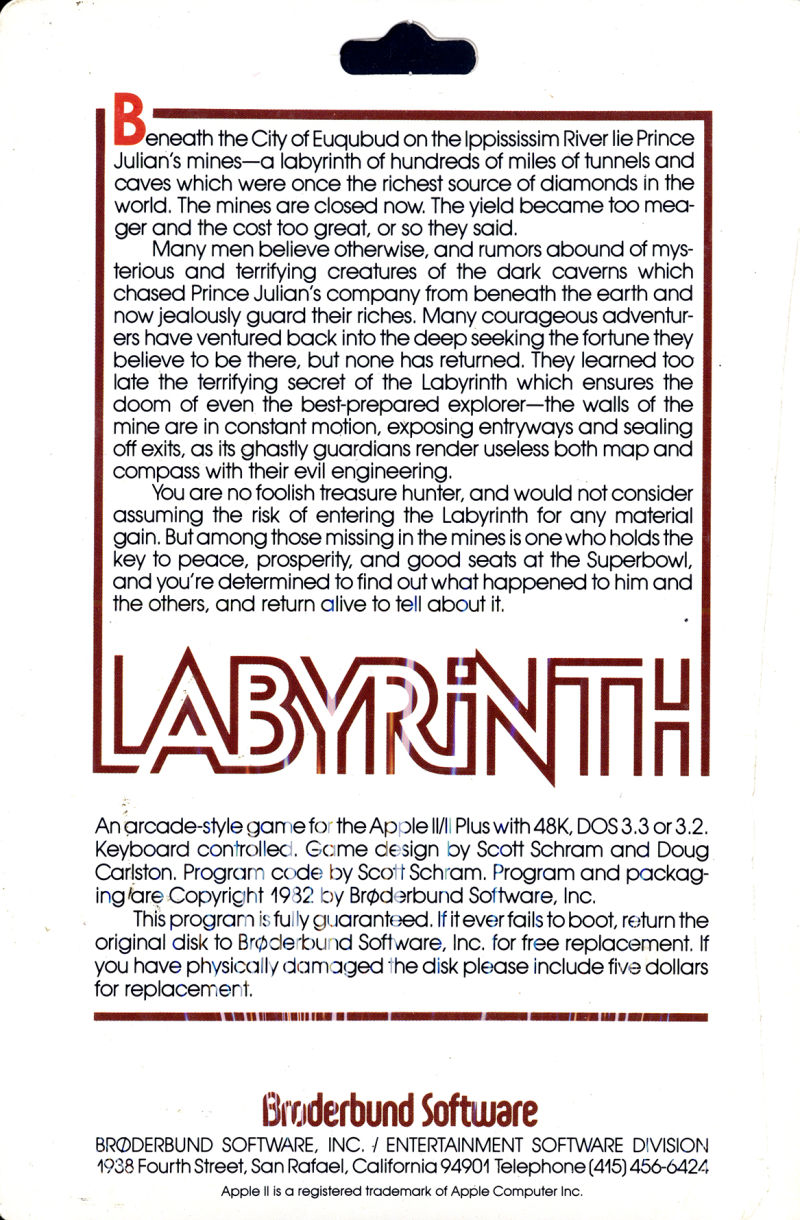 Beneath the City of Euqubud on the Ippississim River lie Prince
Julian's mines—a labyrinth of hundreds of miles of tunnels and
caves which were once the richest source of diamonds in the
world. The mines are closed now. The yield became too mea-
ger and the cost too great, or so they said.
Many men believe otherwise, and rumors abound of mys-
terious and terrifying creatures of the dark caverns which
chased Prince Julian's company from beneath the earth and
now jealously guard their riches. Many courageous adventur-
ers have ventured back into the deep seeking the fortune they
believe to be there, but none has returned. They learned too
late the terrifying secret of the Labyrinth which ensures the
doom of even the best-prepared explorer—the walls of the
mine are in constant motion, exposing entryways and sealing
off exits, as its ghastly guardians render useless both map and
compass with their evil engineering.
You are no foolish treasure hunter, and would not consider
assuming the risk of entering the Labyrinth for any material
gain. But among those missing in the mines is one who holds the
key to peace, prosperity, and good seats at the Superbowl,
and you're determined to find out what happened to him and
the others, and return alive to tell about it.
LABYRiNTH
An arcade-style game for the Apple II/II Plus with 48K, DOS 3.3 or 3.2.
Keyboard controlled. Game design by Scott Schram and Doug
Carlston. Program code by Scott Schram. Program and packag-
ing are Copyright 1982 by Brøderbund Software, Inc.
This program is fully guaranteed. If it ever fails to boot, return the
original disk to Brøderbund Software, Inc. for free replacement. If
you have physically damaged the disk please include five dollars
for replacement.
Brøderbund Software
BRØDERBUND SOFTWARE, INC. / ENTERTAINMENT SOFTWARE DIVISION
1938 Fourth Street, San Rafael, California 94901 Telephone (415) 456-6424
Apple II is a registered trademark of Apple Computer Inc.